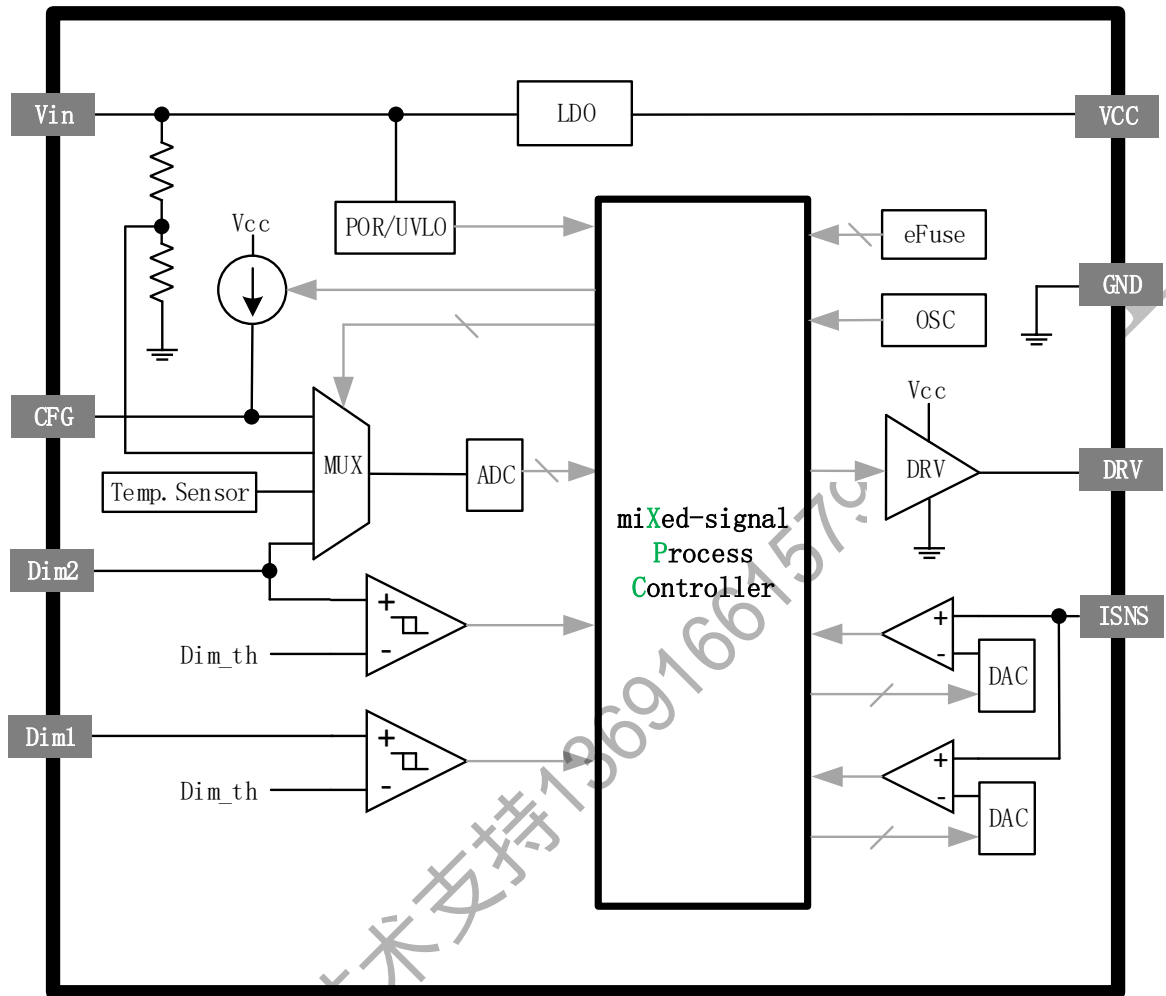 Vin
LDO
VCC
POR/UVLO
Vcc
eFuse
GND
OSC
CFG
Vcc
MUX
ADC
DRV
DRV
Temp.Sensor
miXed-signal
Process
Controller
Dim2
+
-
Dim_th
+
-
ISNS
DAC
Dim1
+
-
Dim_th
+
-
DAC
术支持13691661579